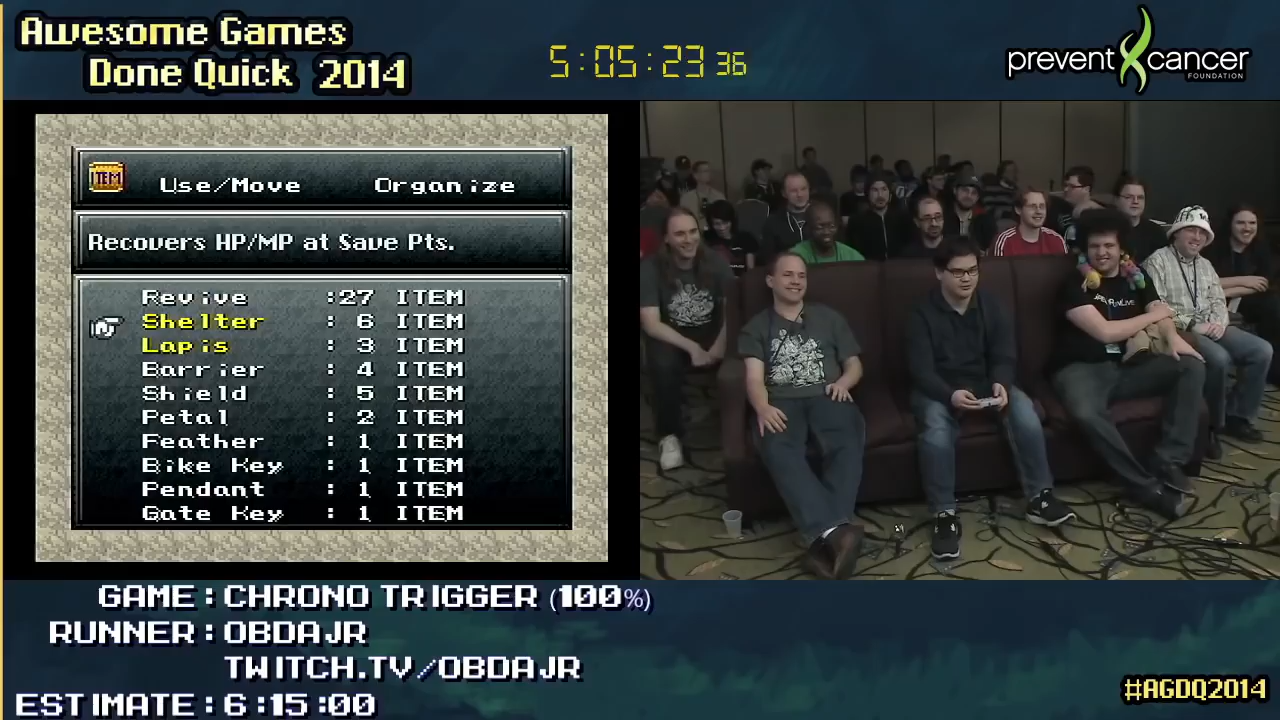 Awesome Games
Done Quick 2014
5:05:23 36
prevent cancer
FOUNDATION
ITEM
Use/Move Organize
Recovers HP/MP at Save Pts.
Revive :27 ITEM
Shelter : 6 ITEM
Lapis : 3 ITEM
Barrier : 4 ITEM
Shield : 5 ITEM
Petal : 2 ITEM
Feather : 1 ITEM
Bike Key : 1 ITEM
Pendant : 1 ITEM
Gate Key : 1 ITEM
GAME : CHRONO TRIGGER (100%)
RUNNER : OBDAJR
TWITCH.TV/OBDAJR
ESTIMATE : 6:15:00
#AGDQ2014